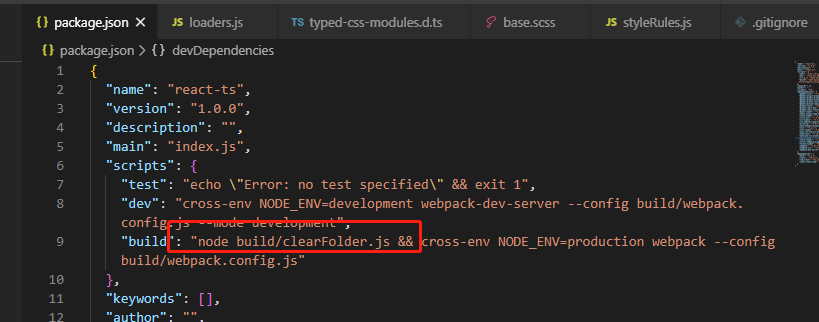 package.json
loaders.js
typed-css-modules.d.ts
base.scss
styleRules.js
.gitignore
package.json > devDependencies
1 {
2 "name": "react-ts",
3 "version": "1.0.0",
4 "description": "",
5 "main": "index.js",
6 "scripts": {
7 "test": "echo \"Error: no test specified\" && exit 1",
8 "dev": "cross-env NODE_ENV=development webpack-dev-server --config build/webpack.
config.js --mode development",
9 "build": "node build/clearFolder.js && cross-env NODE_ENV=production webpack --config
build/webpack.config.js"
10 },
11 "keywords": [],
12 "author": "",